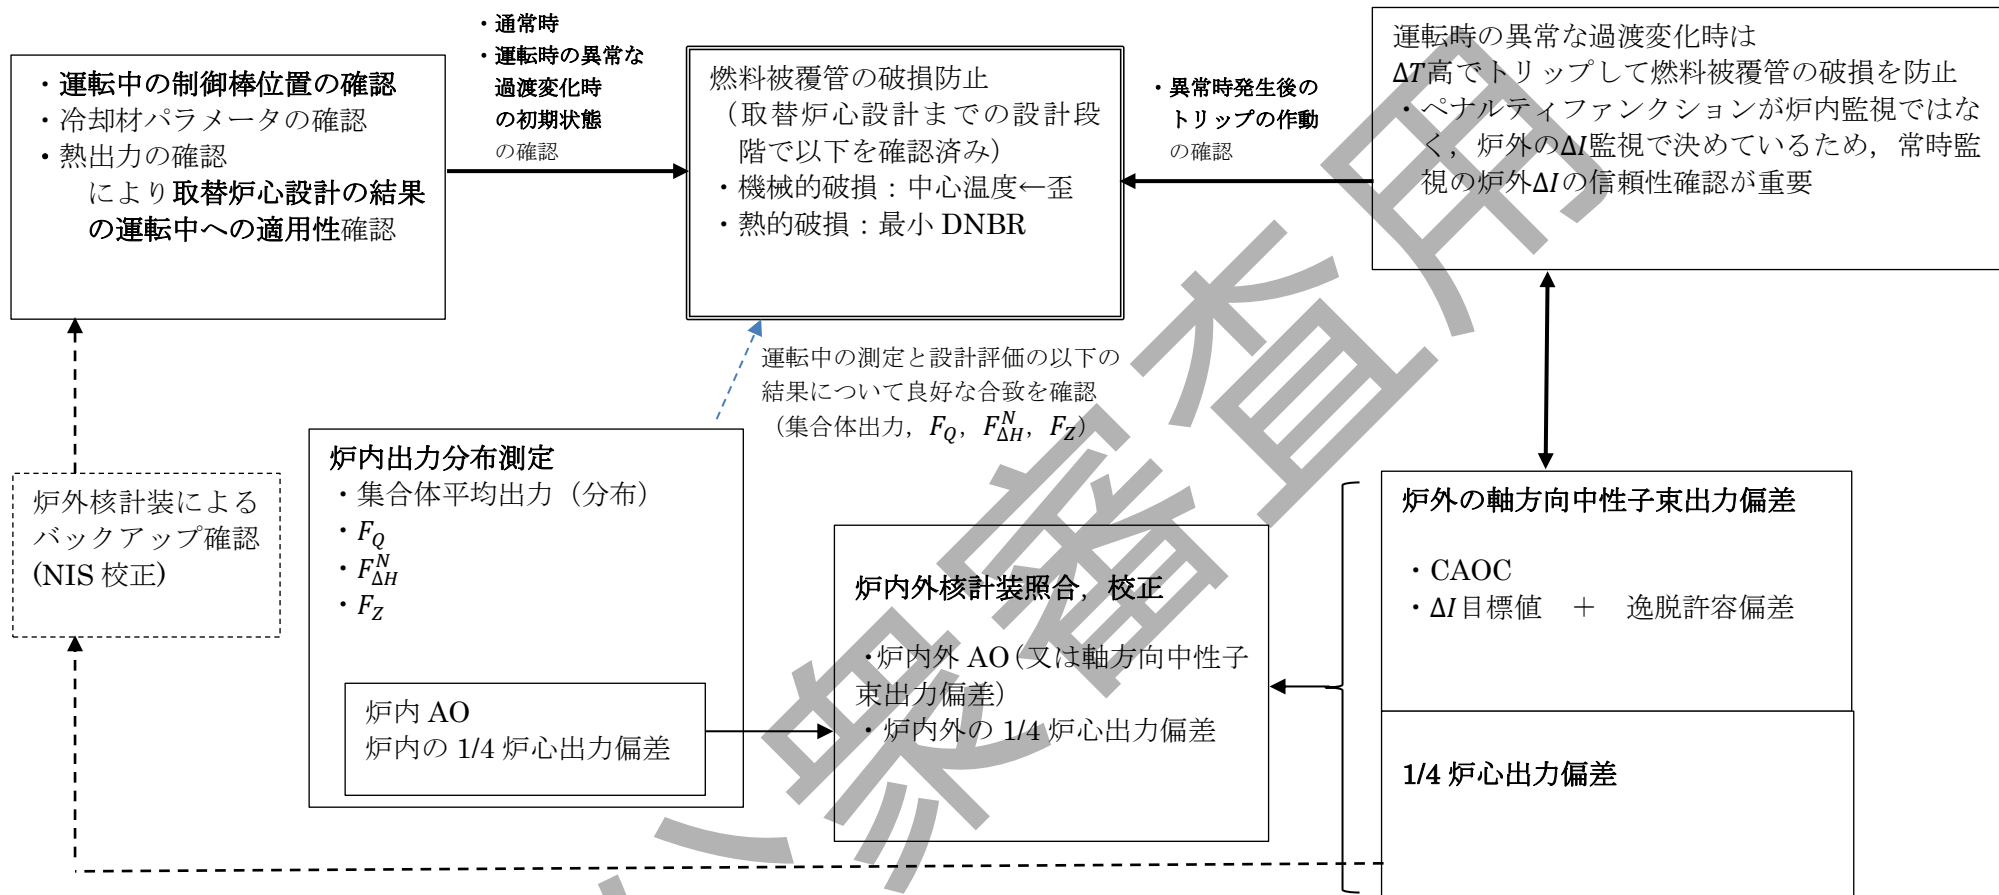 ・運転中の制御棒位置の確認
・冷却材パラメータの確認
・熱出力の確認
により取替炉心設計の結果
の運転中への適用性確認
・通常時
・運転時の異常な
過渡変化時
の初期状態
の確認
燃料被覆管の破損防止
（取替炉心設計までの設計段
階で以下を確認済み）
・機械的破損：中心温度←歪
・熱的破損：最小 DNBR
・異常時発生後の
トリップの作動
の確認
運転時の異常な過渡変化時は
ΔT高でトリップして燃料被覆管の破損を防止
・ペナルティファンクションが炉内監視ではな
く，炉外のΔI監視で決めているため，常時監
視の炉外ΔIの信頼性確認が重要
運転中の測定と設計評価の以下の
結果について良好な合致を確認
（集合体出力，F_Q，F_{ΔH}^N，F_Z）
炉外核計装による
バックアップ確認
(NIS 校正)
炉内出力分布測定
・集合体平均出力（分布）
・F_Q
・F_{ΔH}^N
・F_Z
炉内 AO
炉内の 1/4 炉心出力偏差
炉内外核計装照合，校正
・炉内外 AO（又は軸方向中性子
束出力偏差）
・炉内外の 1/4 炉心出力偏差
炉外の軸方向中性子束出力偏差
・CAOC
・ΔI目標値　＋　逸脱許容偏差
1/4 炉心出力偏差
公衆審査用